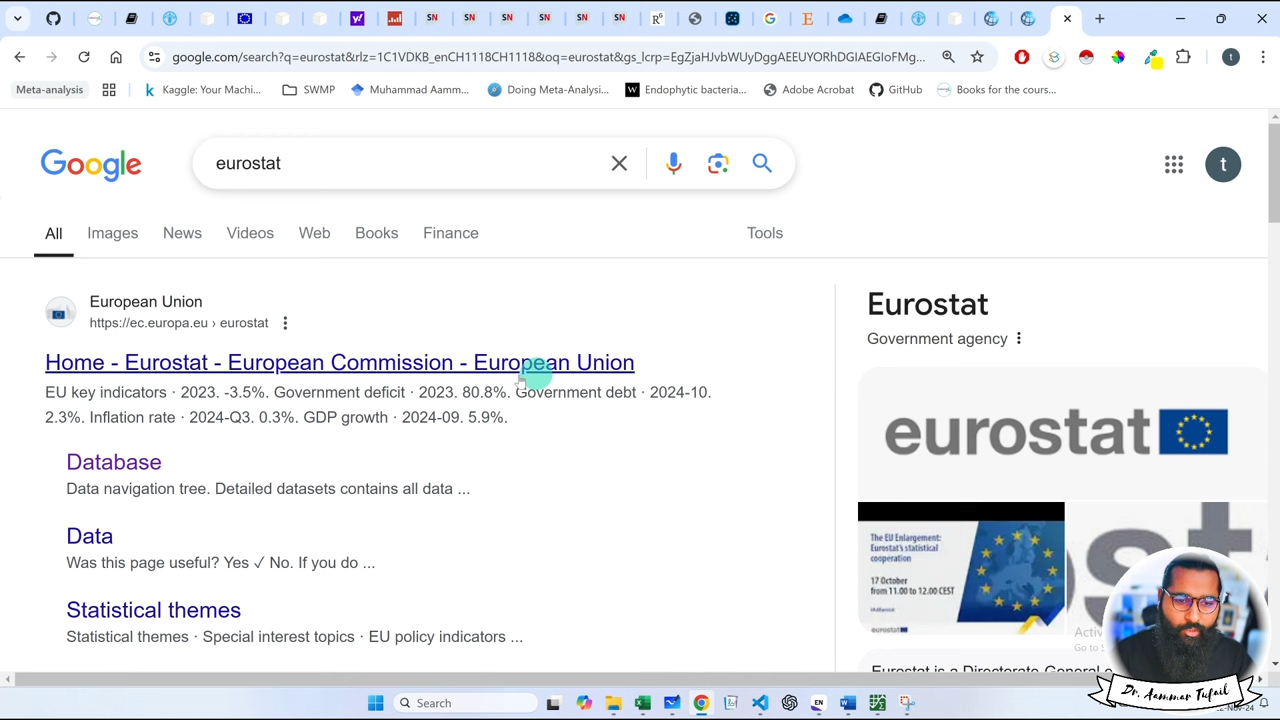 google.com/search?q=eurostat&rlz=1C1VDKB_enCH1118CH1118&oq=eurostat&gs_lcrp=EgZjaHJvbWUyDggAEEUYORhDGIAEGIoFMg...
Meta-analysis
Kaggle: Your Machi...
SWMP
Muhammad Aamm...
Doing Meta-Analysi...
Endophytic bacteria...
Adobe Acrobat
GitHub
Books for the cours...
Google
eurostat
t
All
Images
News
Videos
Web
Books
Finance
Tools
European Union
https://ec.europa.eu › eurostat
Home - Eurostat - European Commission - European Union
EU key indicators · 2023. -3.5%. Government deficit · 2023. 80.8%. Government debt · 2024-10.
2.3%. Inflation rate · 2024-Q3. 0.3%. GDP growth · 2024-09. 5.9%.
Database
Data navigation tree. Detailed datasets contains all data ...
Data
Was this page useful? Yes ✓ No. If you do ...
Statistical themes
Statistical themes · Special interest topics · EU policy indicators ...
Eurostat
Government agency
eurostat
The EU Enlargement:
Eurostat's statistical
cooperation
17 October
from 11.00 to 12.00 CEST
eurostat
Eurostat is a Directorate-General
Search
Dr. Aammar Tufail